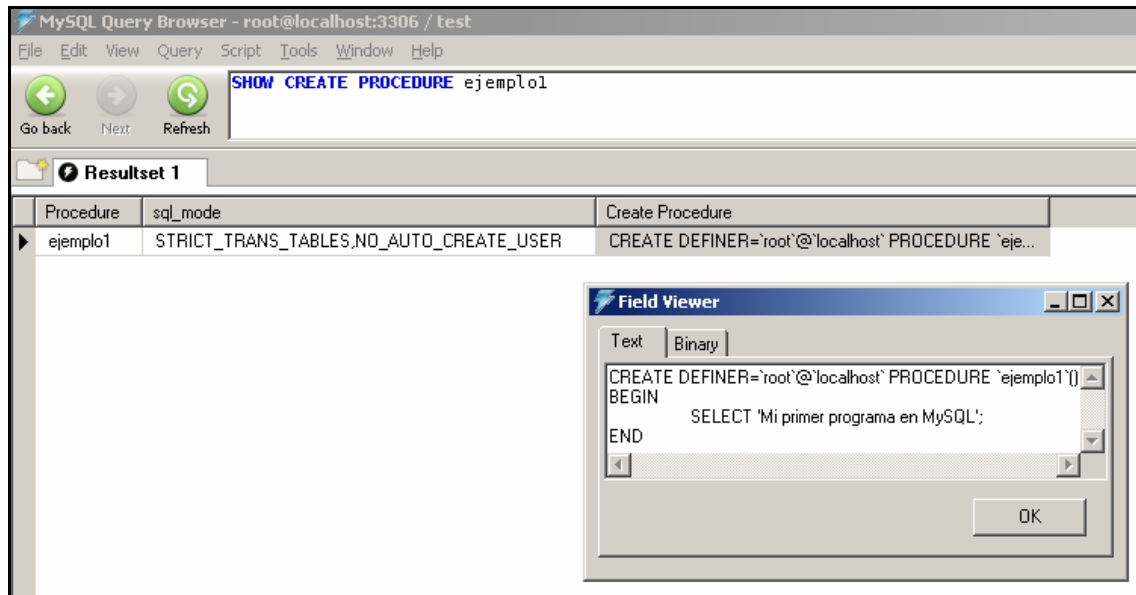 MySQL Query Browser - root@localhost:3306 / test
File Edit View Query Script Tools Window Help
SHOW CREATE PROCEDURE ejemplo1
Go back Next Refresh
Resultset 1
Procedure sql_mode Create Procedure
ejemplo1 STRICT_TRANS_TABLES,NO_AUTO_CREATE_USER CREATE DEFINER=`root`@`localhost` PROCEDURE `eje...
Field Viewer
Text Binary
CREATE DEFINER=`root`@`localhost` PROCEDURE `ejemplo1`()
BEGIN
SELECT 'Mi primer programa en MySQL';
END
OK